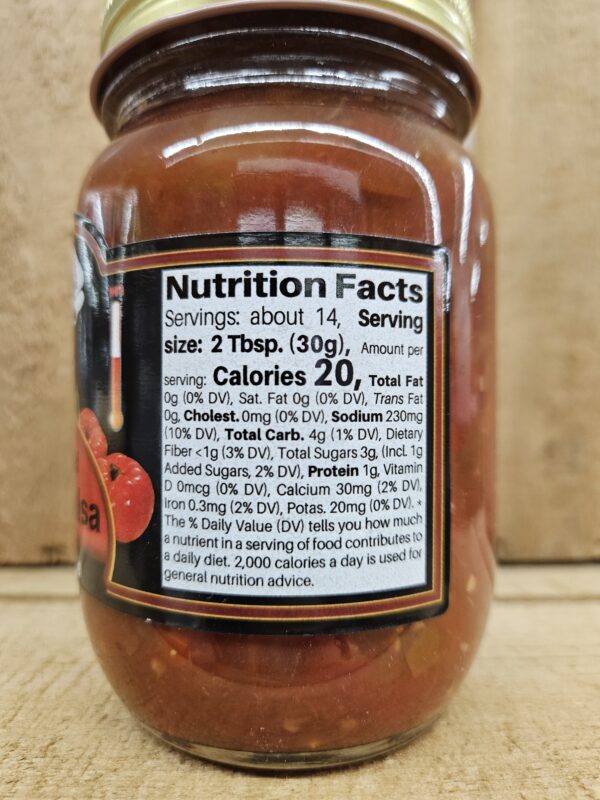 Nutrition Facts
Servings: about 14, Serving
size: 2 Tbsp. (30g), Amount per
serving: Calories 20, Total Fat
0g (0% DV), Sat. Fat 0g (0% DV), Trans Fat
0g, Cholest. 0mg (0% DV), Sodium 230mg
(10% DV), Total Carb. 4g (1% DV), Dietary
Fiber <1g (3% DV), Total Sugars 3g, (Incl. 1g
Added Sugars, 2% DV), Protein 1g, Vitamin
D 0mcg (0% DV), Calcium 30mg (2% DV),
Iron 0.3mg (2% DV), Potas. 20mg (0% DV). *
The % Daily Value (DV) tells you how much
a nutrient in a serving of food contributes to
a daily diet. 2,000 calories a day is used for
general nutrition advice.
sa